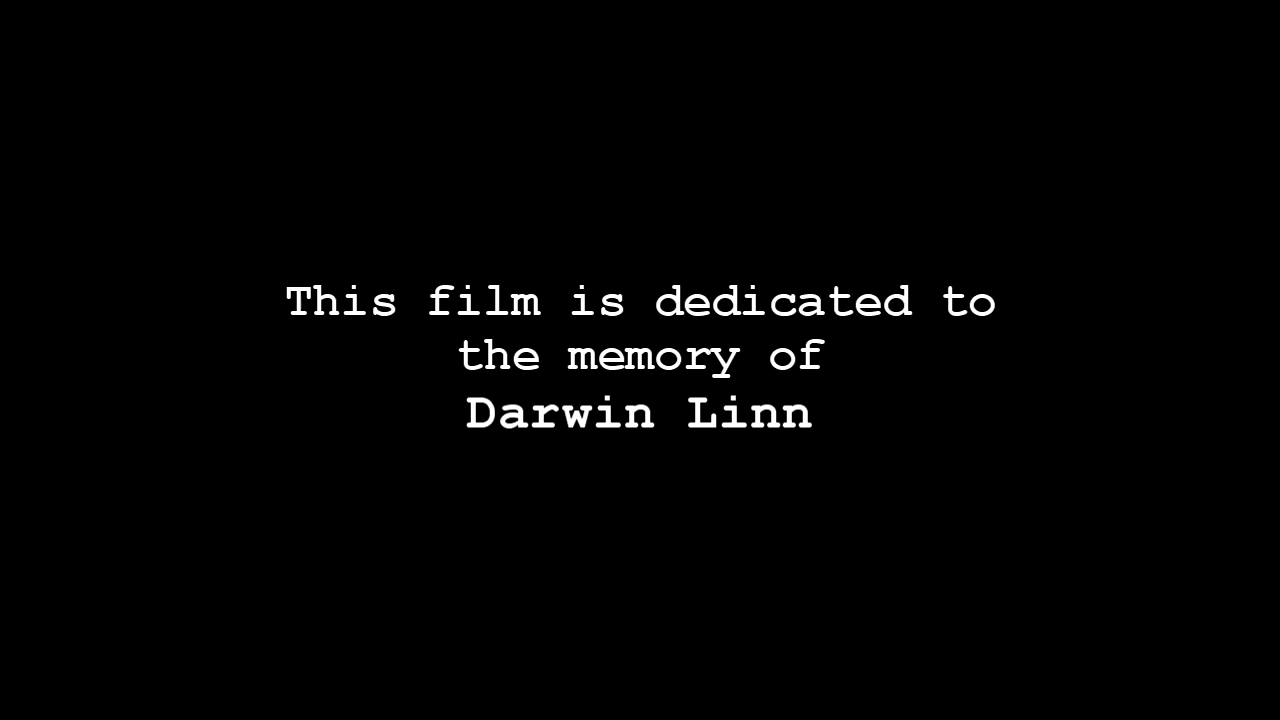 This film is dedicated to
the memory of
Darwin Linn